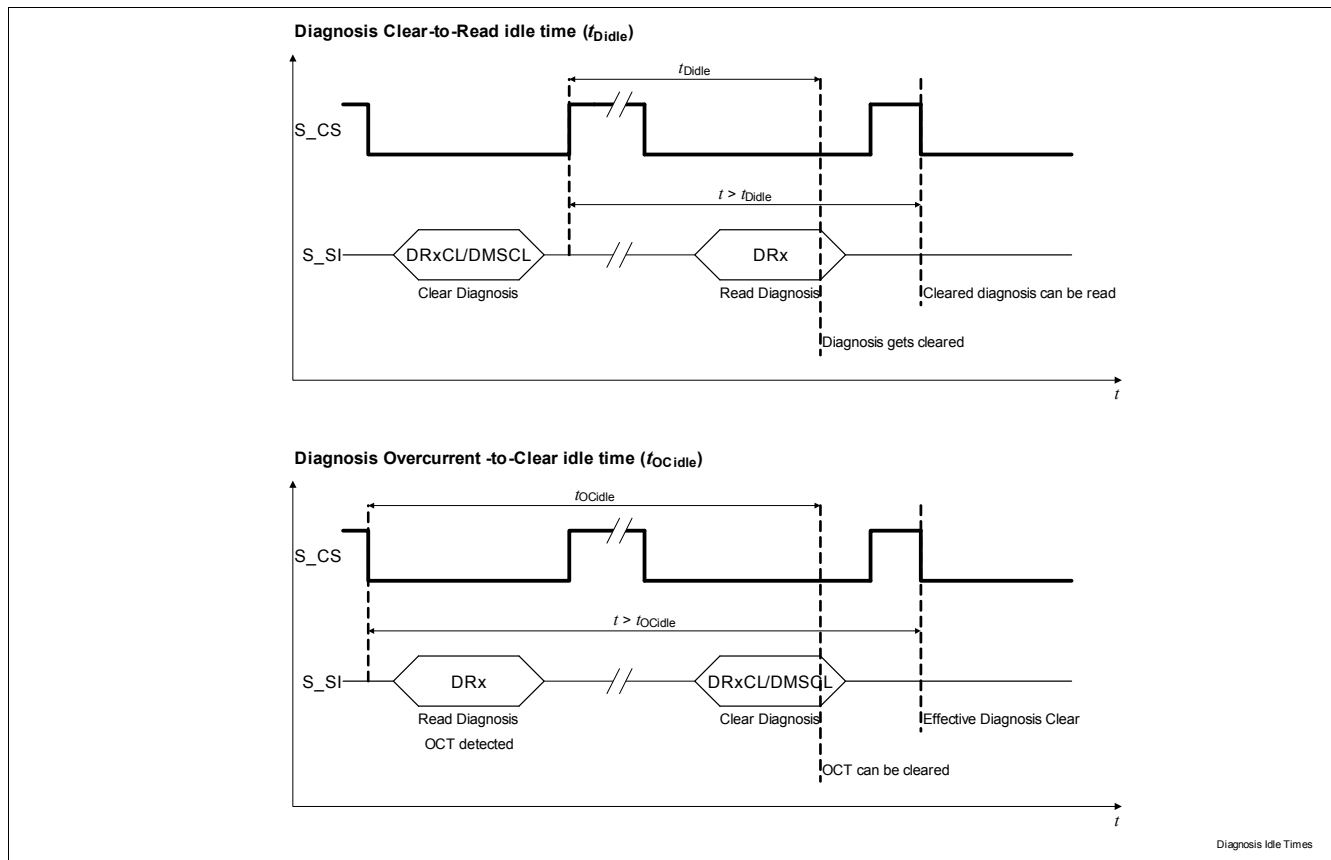 Diagnosis Clear-to-Read idle time (tDidle)
tDidle
S_CS
t > tDidle
S_SI
DRxCL/DMSCL
DRx
Clear Diagnosis
Read Diagnosis
Cleared diagnosis can be read
Diagnosis gets cleared
t
Diagnosis Overcurrent -to-Clear idle time (tOCidle)
tOCidle
S_CS
t > tOCidle
S_SI
DRx
DRxCL/DMSCL
Read Diagnosis
Clear Diagnosis
Effective Diagnosis Clear
OCT detected
OCT can be cleared
t
Diagnosis Idle Times